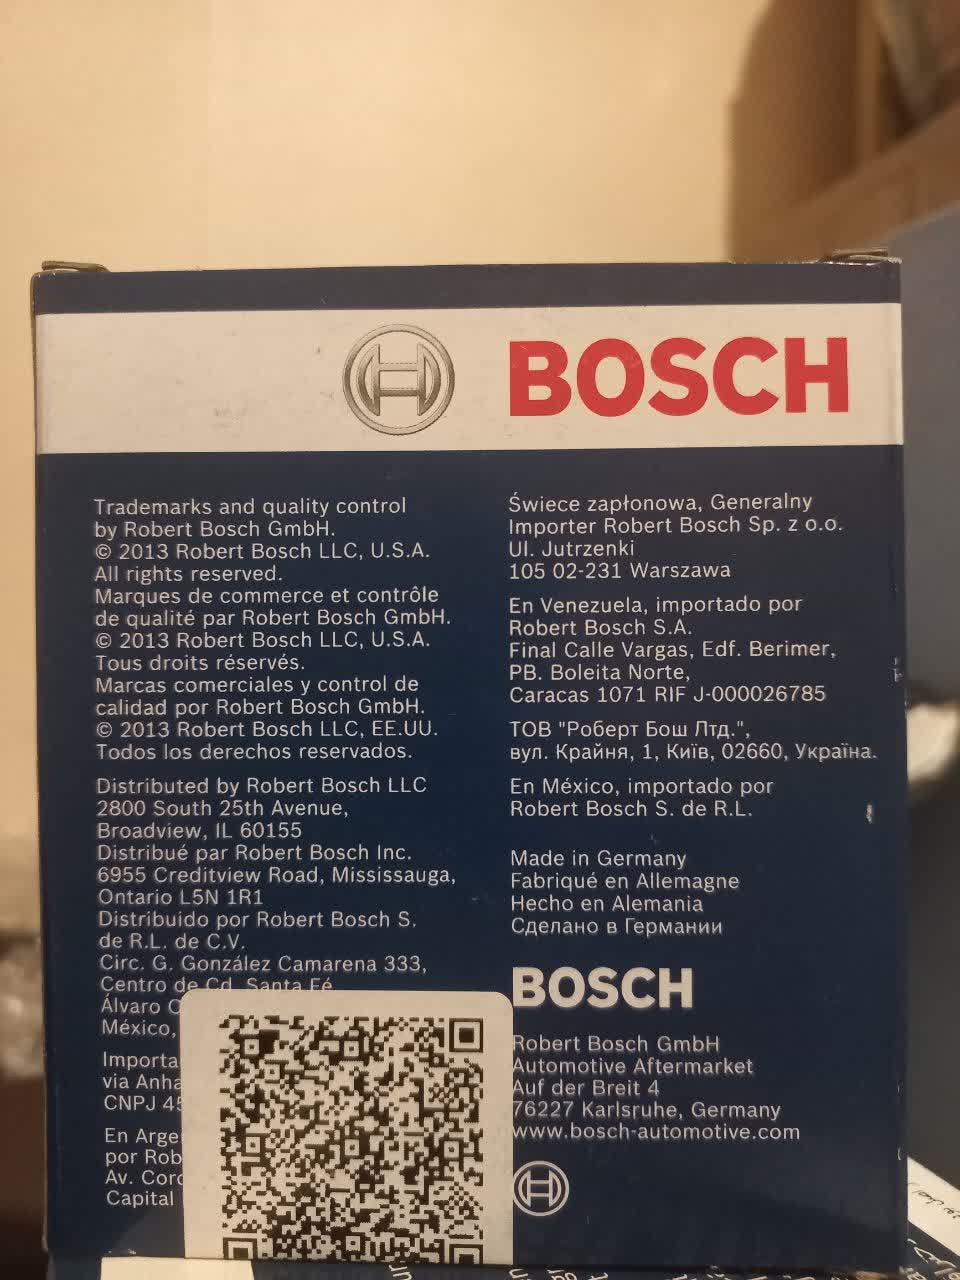 BOSCH
Trademarks and quality control
by Robert Bosch GmbH.
© 2013 Robert Bosch LLC, U.S.A.
All rights reserved.
Marques de commerce et contrôle
de qualité par Robert Bosch GmbH.
© 2013 Robert Bosch LLC, U.S.A.
Tous droits réservés.
Marcas comerciales y control de
calidad por Robert Bosch GmbH.
© 2013 Robert Bosch LLC, EE.UU.
Todos los derechos reservados.
Distributed by Robert Bosch LLC
2800 South 25th Avenue,
Broadview, IL 60155
Distribué par Robert Bosch Inc.
6955 Creditview Road, Mississauga,
Ontario L5N 1R1
Distribuido por Robert Bosch S.
de R.L. de C.V.
Circ. G. González Camarena 333,
Centro de Cd. Santa Fé
Álvaro
México,
via
CNPJ
En
por
Av.
Capital
Świece zapłonowa, Generalny
Importer Robert Bosch Sp. z o.o.
Ul. Jutrzenki
105 02-231 Warszawa
En Venezuela, importado por
Robert Bosch S.A.
Final Calle Vargas, Edf. Berimer,
PB. Boleita Norte,
Caracas 1071 RIF J-000026785
ТОВ "Роберт Бош Лтд.",
вул. Крайня, 1, Київ, 02660, Україна.
En México, importado por
Robert Bosch S. de R.L.
Made in Germany
Fabriqué en Allemagne
Hecho en Alemania
Сделано в Германии
BOSCH
Robert Bosch GmbH
Automotive Aftermarket
Auf der Breit 4
76227 Karlsruhe, Germany
www.bosch-automotive.com